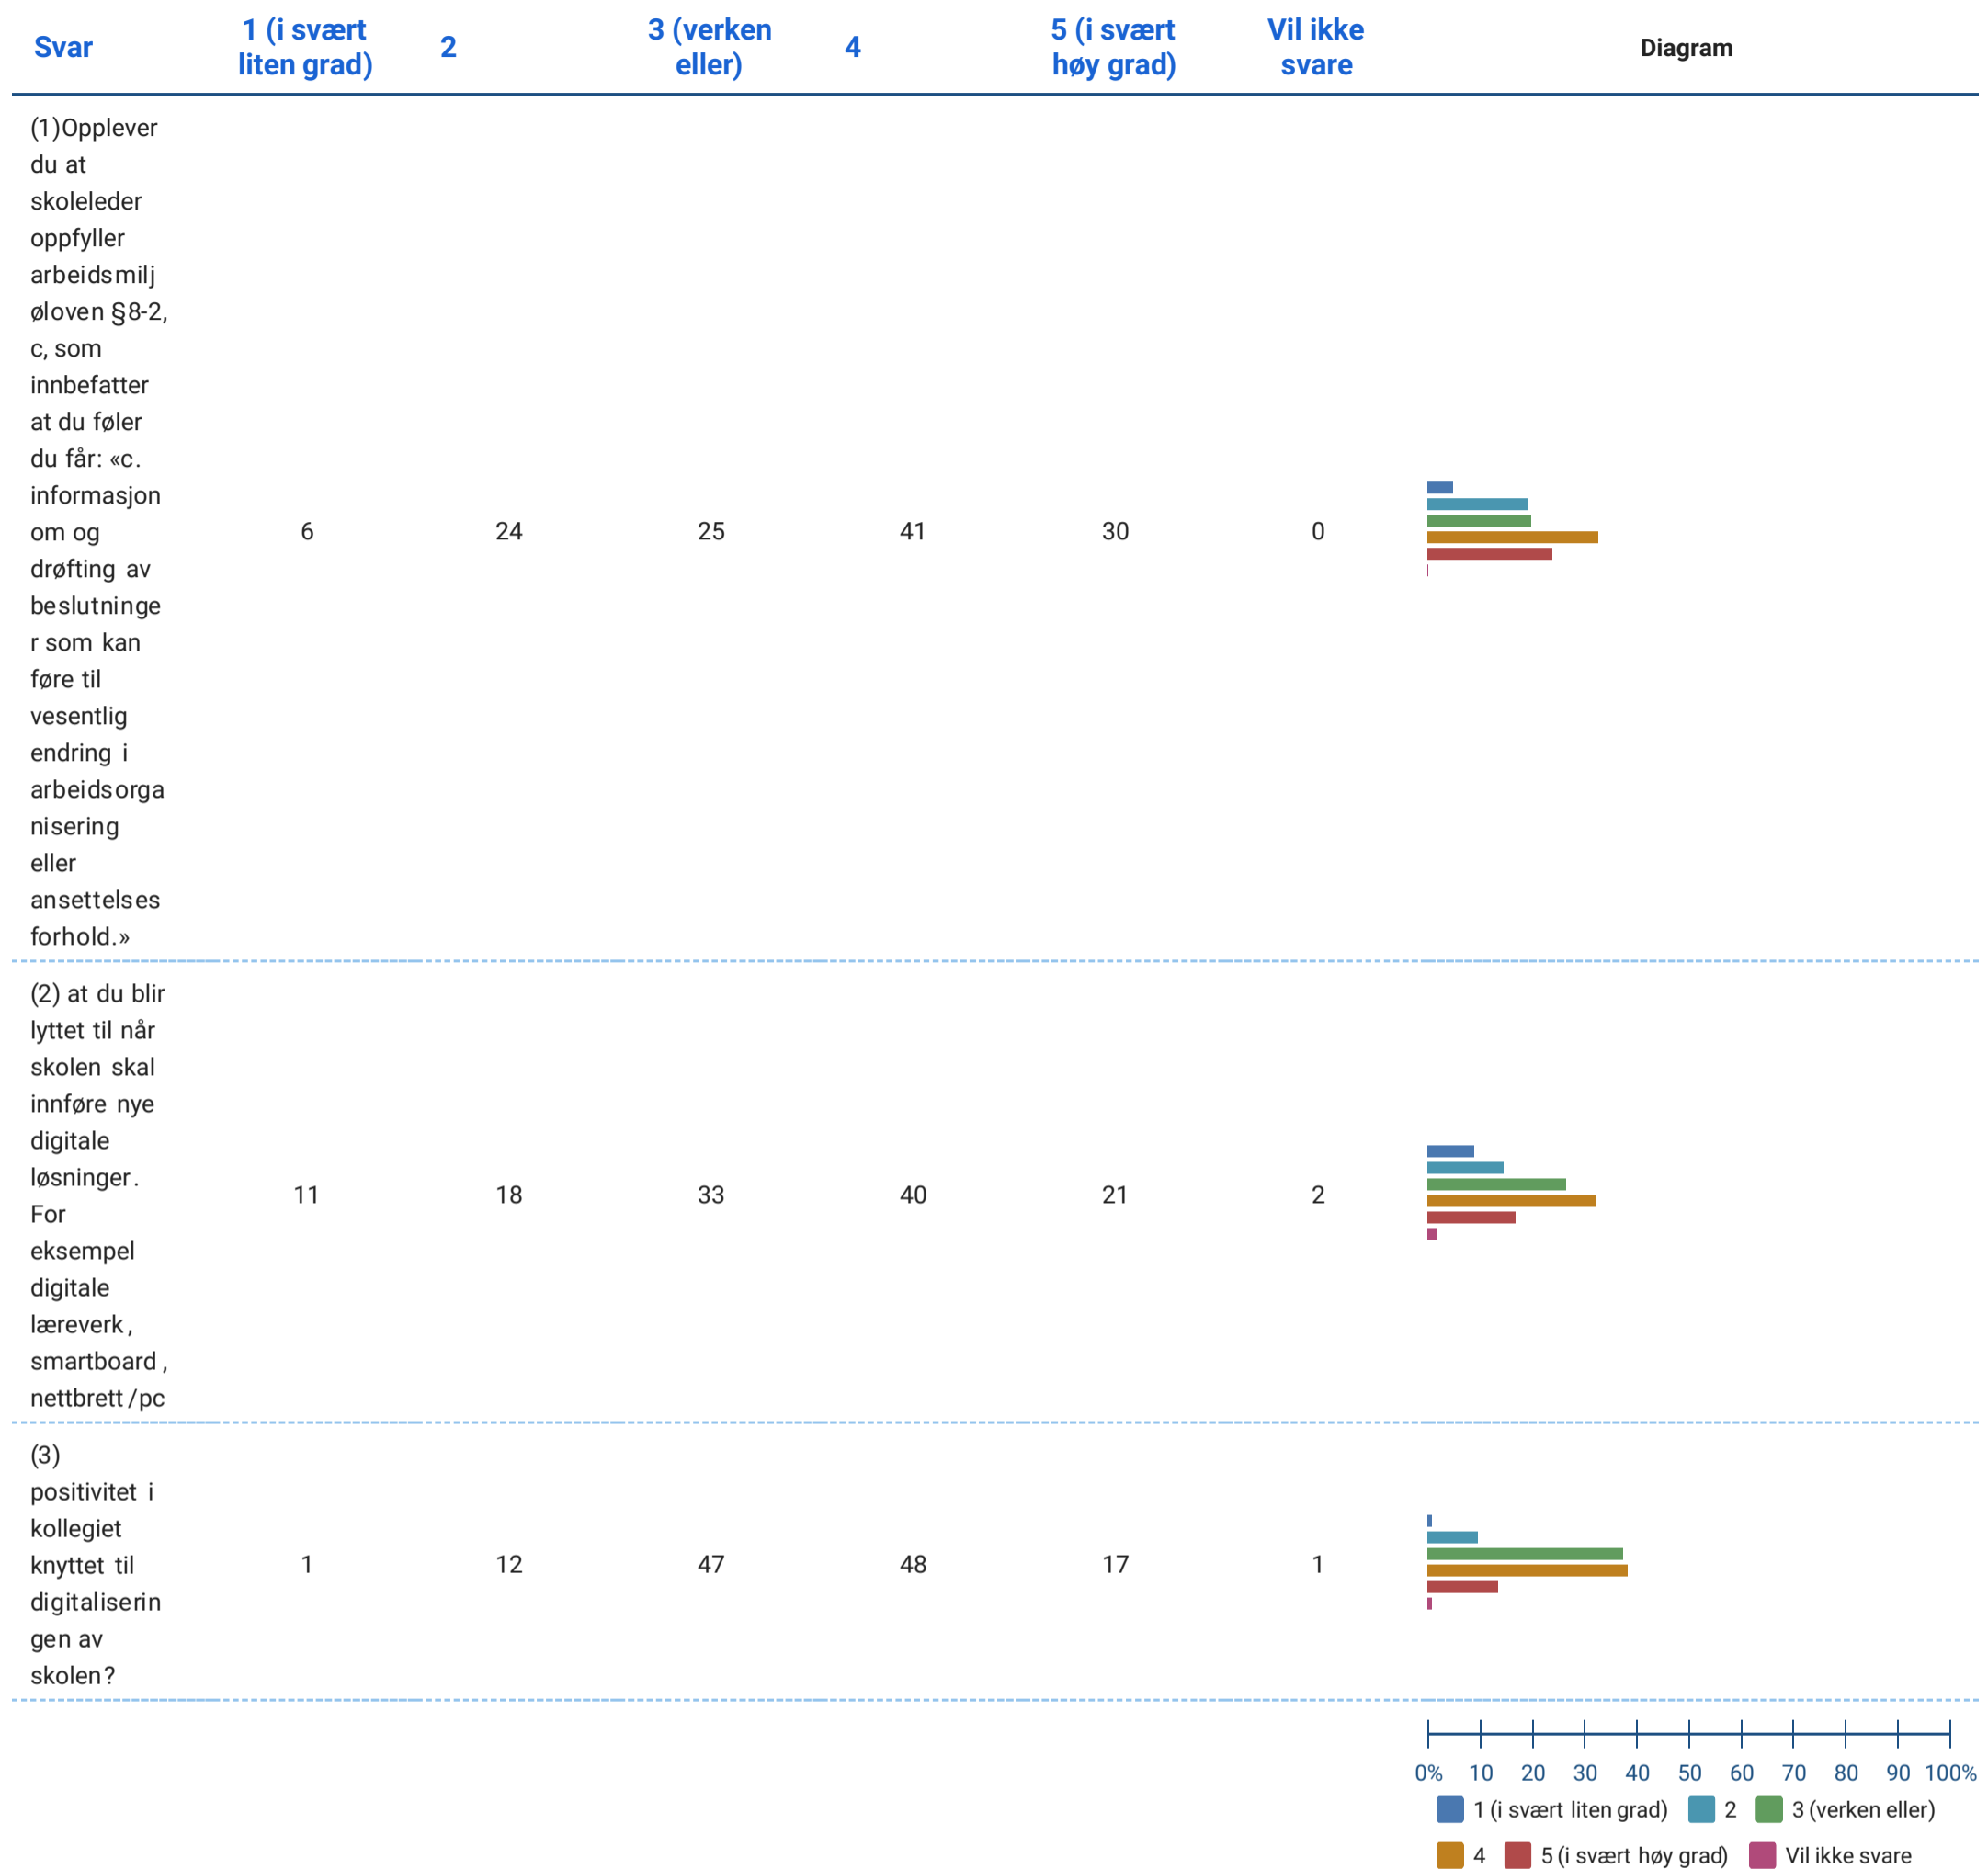 Svar
1 (i svært
liten grad)
2
3 (verken
eller)
4
5 (i svært
høy grad)
Vil ikke
svare
Diagram
(1)Opplever
du at
skoleleder
oppfyller
arbeidsmilj
øloven §8-2,
c, som
innbefatter
at du føler
du får: «c.
informasjon
om og
drøfting av
beslutninge
r som kan
føre til
vesentlig
endring i
arbeidsorga
nisering
eller
ansettelses
forhold.»
6 24 25 41 30 0
(2) at du blir
lyttet til når
skolen skal
innføre nye
digitale
løsninger.
For
eksempel
digitale
læreverk,
smartboard,
nettbrett/pc
11 18 33 40 21 2
(3)
positivitet i
kollegiet
knyttet til
digitaliserin
gen av
skolen?
1 12 47 48 17 1
0% 10 20 30 40 50 60 70 80 90 100%
1 (i svært liten grad) 2 3 (verken eller)
4 5 (i svært høy grad) Vil ikke svare